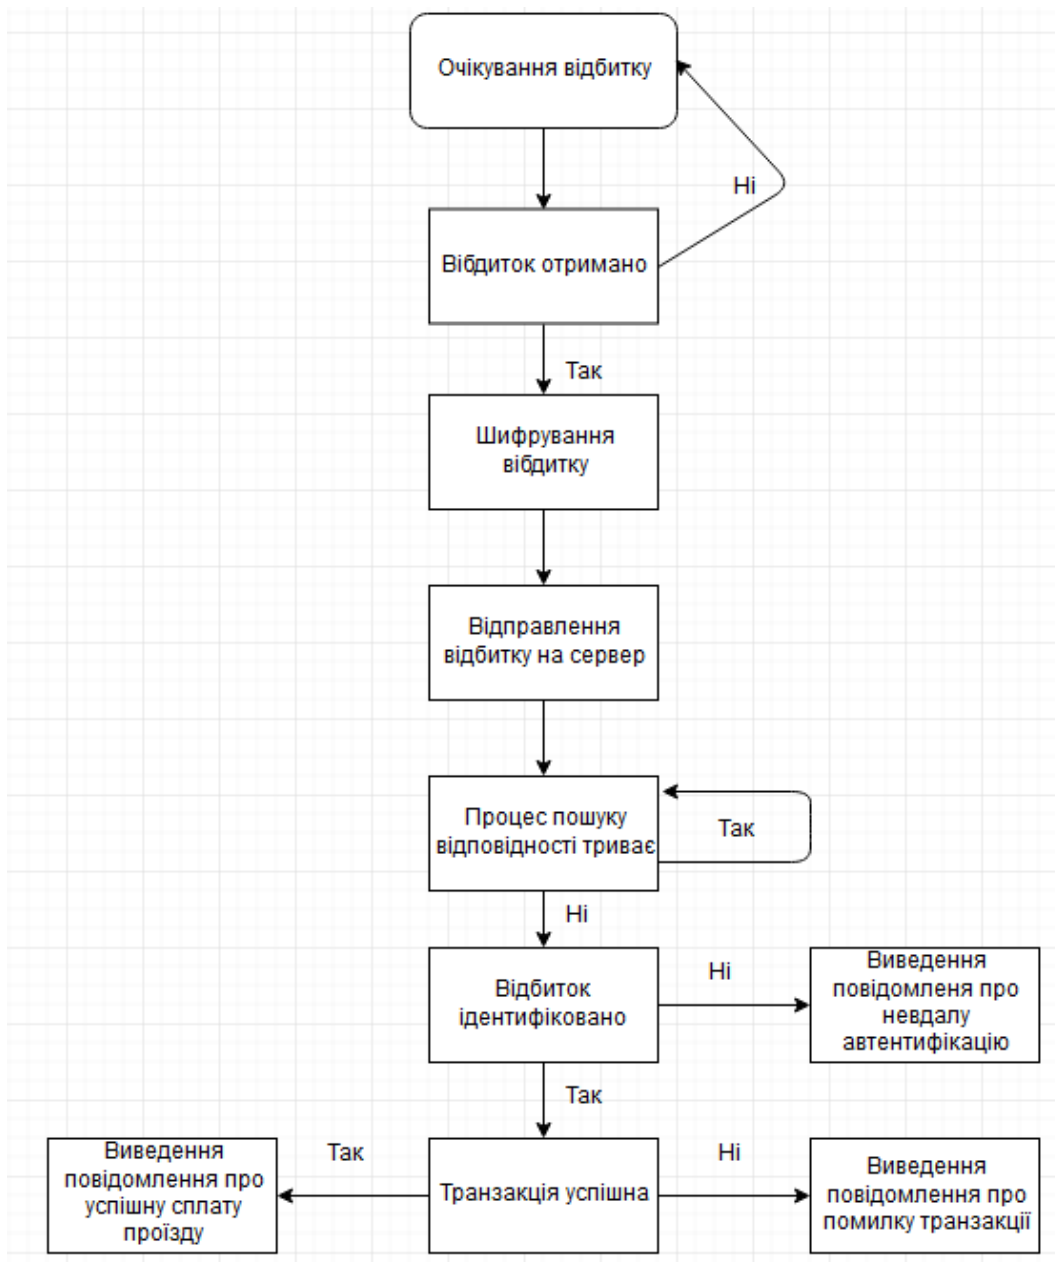 Очікування відбитку
Ні
Вібдиток отримано
Так
Шифрування
вібдитку
Відправлення
відбитку на сервер
Процес пошуку
відповідності триває
Так
Ні
Відбиток
ідентифіковано
Ні
Виведення
повідомленя про
невдалу
автентифікацію
Так
Виведення
повідомлення про
успішну сплату
проїзду
Так
Транзакція успішна
Ні
Виведення
повідомлення про
помилку транзакції